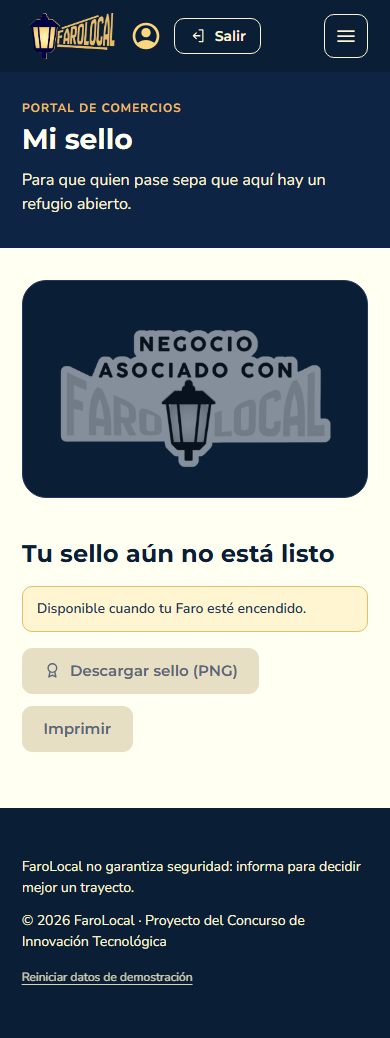 FAROLOCAL
Salir
PORTAL DE COMERCIOS
Mi sello
Para que quien pase sepa que aquí hay un
refugio abierto.
NEGOCIO
ASOCIADO CON
FARO LOCAL
Tu sello aún no está listo
Disponible cuando tu Faro esté encendido.
Descargar sello (PNG)
Imprimir
FaroLocal no garantiza seguridad: informa para decidir
mejor un trayecto.
© 2026 FaroLocal · Proyecto del Concurso de
Innovación Tecnológica
Reiniciar datos de demostración